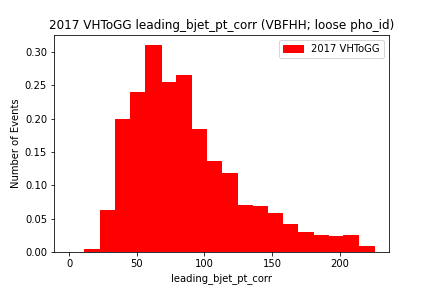 2017 VHToGG leading_bjet_pt_corr (VBFHH; loose pho_id)
2017 VHToGG
0.30
0.25
0.20
0.15
0.10
0.05
0.00
Number of Events
0 50 100 150 200
leading_bjet_pt_corr